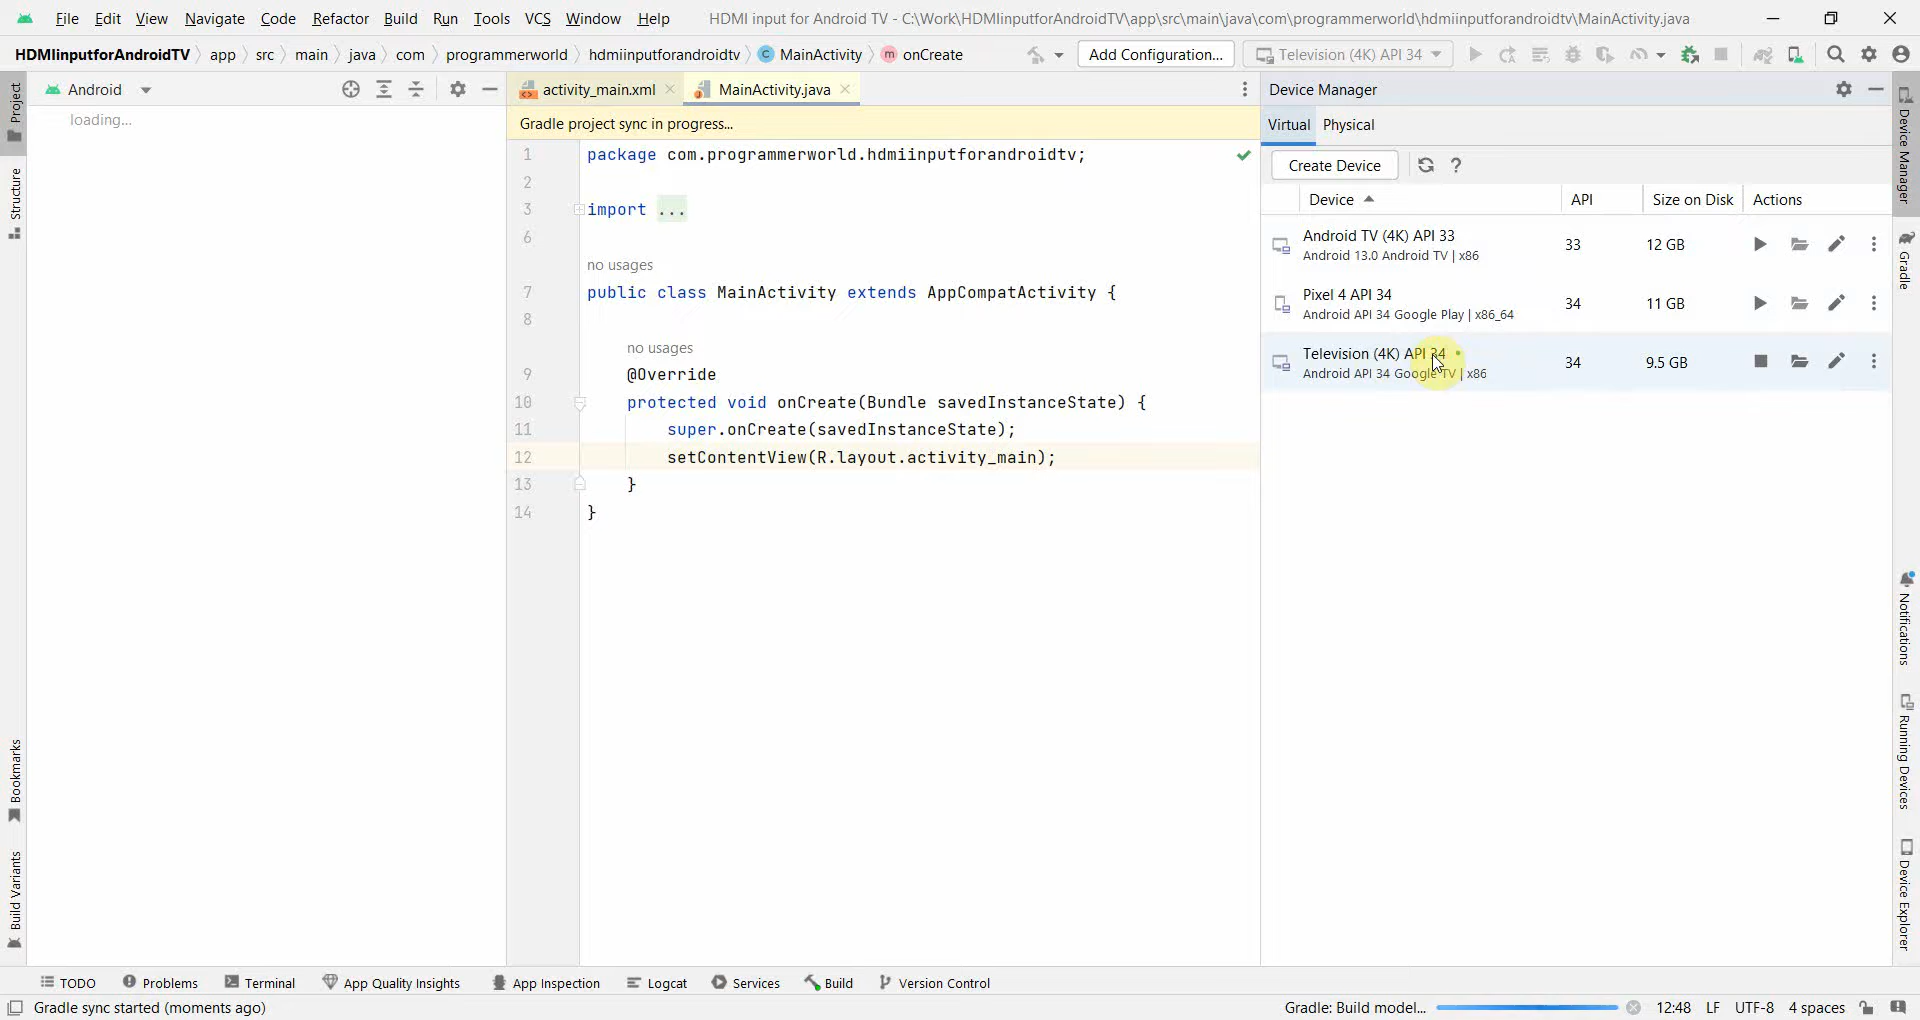 File Edit View Navigate Code Refactor Build Run Tools VCS Window Help HDMI input for Android TV - C:\Work\HDMIinputforAndroidTV\app\src\main\java\com\programmerworld\hdmiinputforandroidtv\MainActivity.java
HDMIinputforAndroidTV app src main java com programmerworld hdmiinputforandroidtv MainActivity onCreate Add Configuration... Television (4K) API 34
Project
Structure
Bookmarks
Build Variants
Android
loading...
activity_main.xml MainActivity.java
Gradle project sync in progress...
1 package com.programmerworld.hdmiinputforandroidtv;
2
3 import ...
6
no usages
7 public class MainActivity extends AppCompatActivity {
8
no usages
9 @Override
10 protected void onCreate(Bundle savedInstanceState) {
11 super.onCreate(savedInstanceState);
12 setContentView(R.layout.activity_main);
13 }
14 }
Device Manager
Virtual Physical
Create Device ?
Device API Size on Disk Actions
Android TV (4K) API 33 33 12 GB
Android 13.0 Android TV | x86
Pixel 4 API 34 34 11 GB
Android API 34 Google Play | x86_64
Television (4K) API 34 34 9.5 GB
Android API 34 Google TV | x86
Device Manager
Gradle
Notifications
Running Devices
Device Explorer
TODO Problems Terminal App Quality Insights App Inspection Logcat Services Build Version Control
Gradle sync started (moments ago) Gradle: Build model... 12:48 LF UTF-8 4 spaces